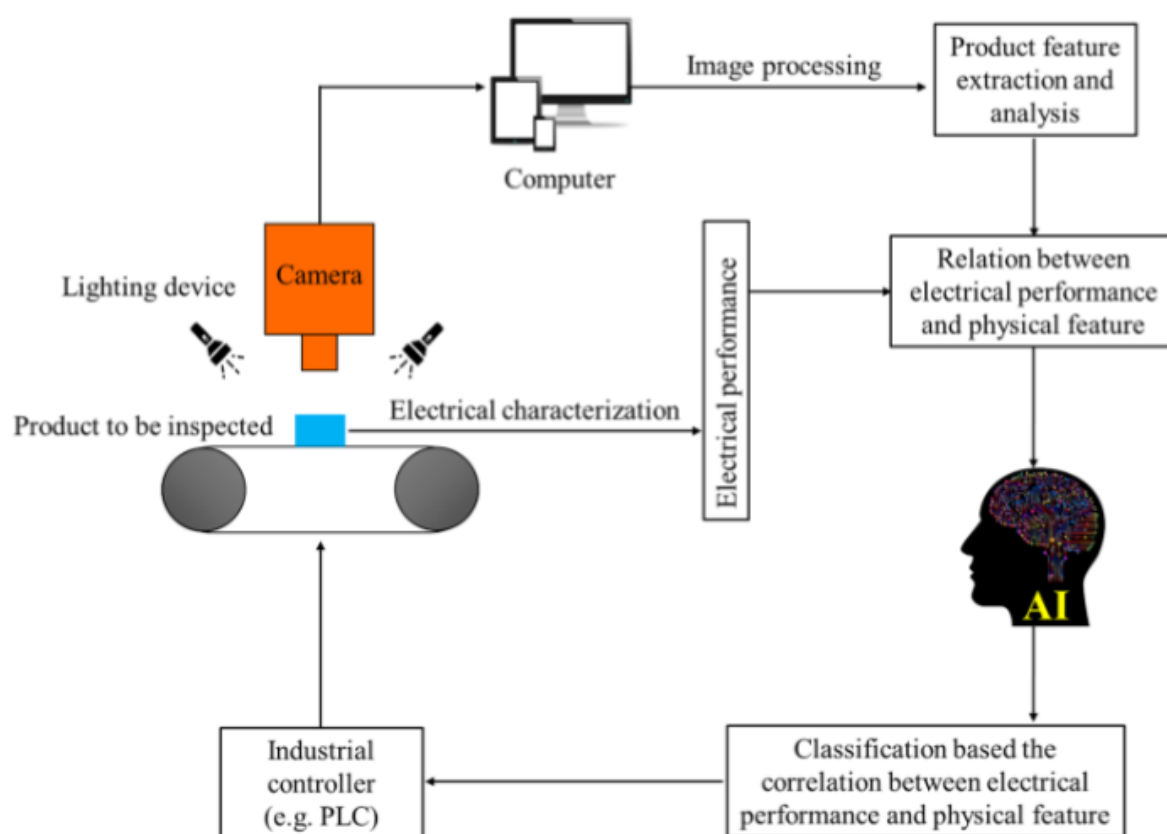 Image processing
Product feature
extraction and
analysis
Computer
Camera
Lighting device
Electrical performance
Relation between
electrical performance
and physical feature
Electrical characterization
Product to be inspected
AI
Industrial
controller
(e.g. PLC)
Classification based the
correlation between electrical
performance and physical feature